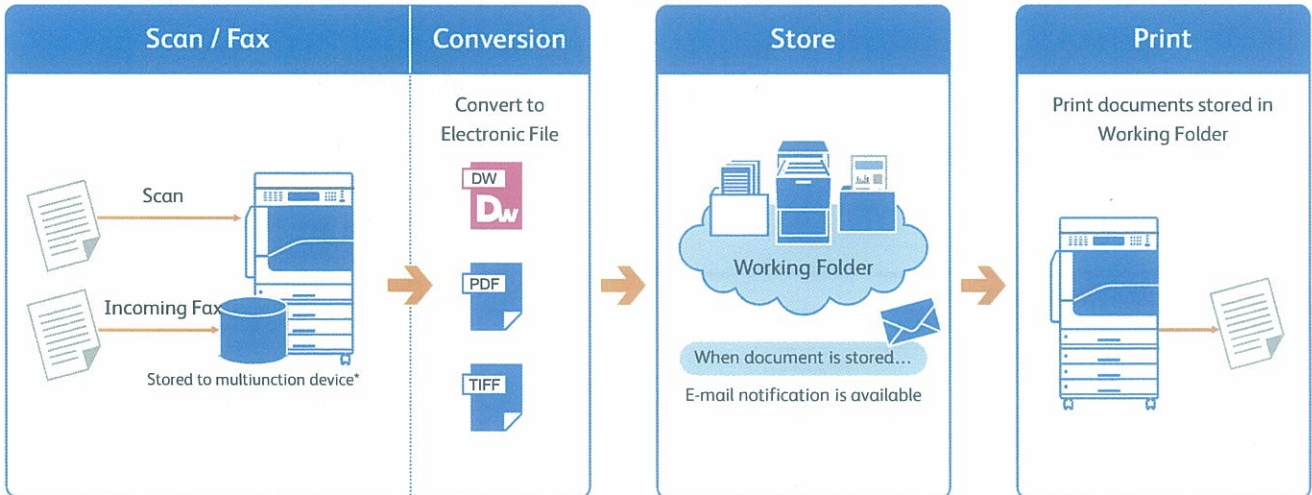 Scan / Fax
Scan
Incoming Fax
Stored to multiunction device*
Conversion
Convert to
Electronic File
DW
Dw
PDF
TIFF
Store
Working Folder
When document is stored...
E-mail notification is available
Print
Print documents stored in
Working Folder